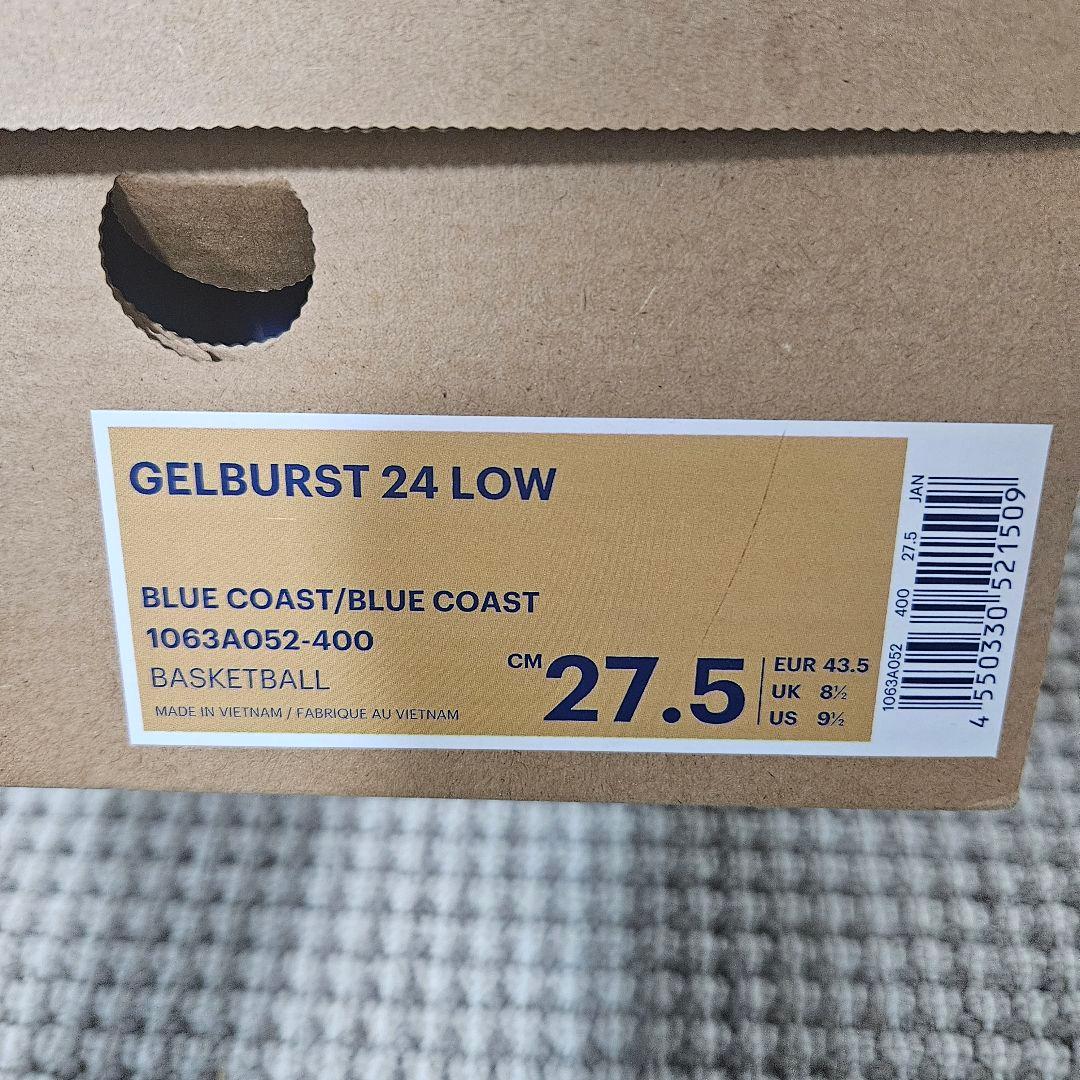 GELBURST 24 LOW
BLUE COAST/BLUE COAST
1063A052-400
BASKETBALL
MADE IN VIETNAM / FABRIQUE AU VIETNAM
CM 27.5
EUR 43.5
UK 8½
US 9½
1063A052 400 27.5 JAN
4 550330 521509